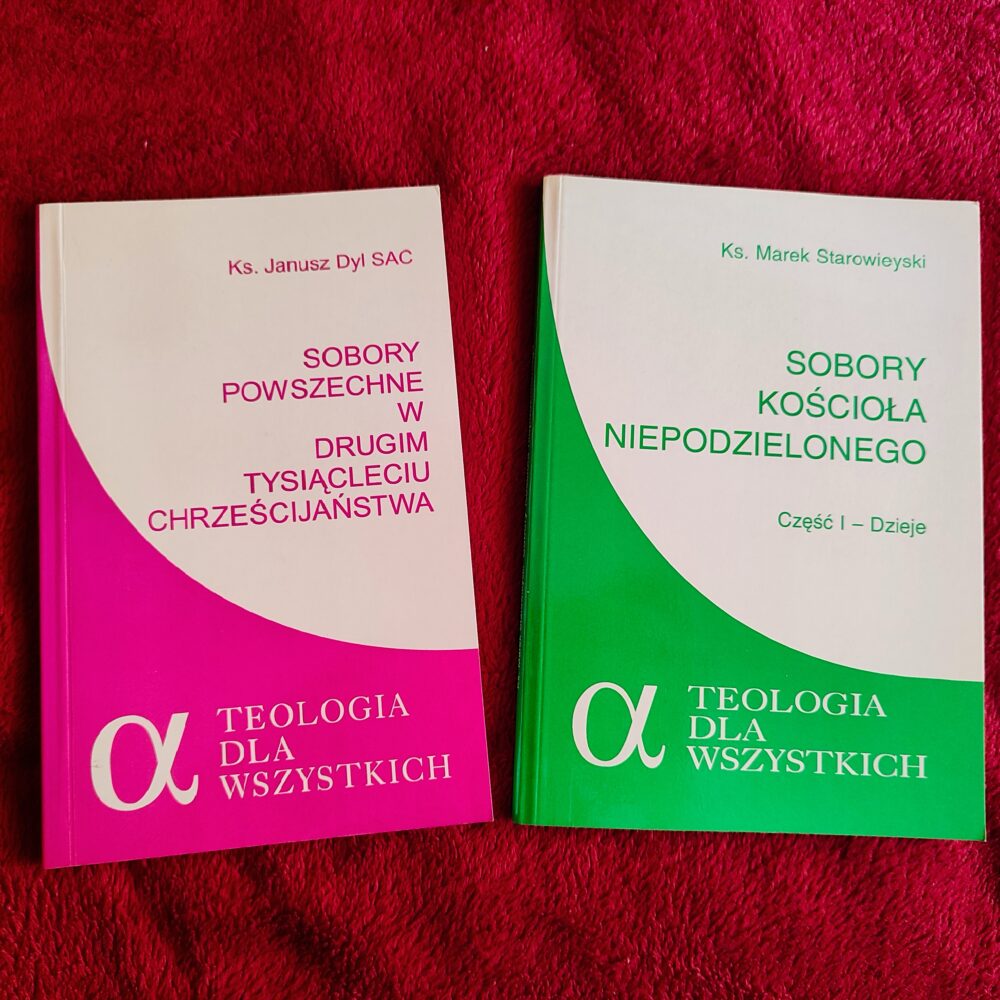 Ks. Janusz Dyl SAC
SOBORY
POWSZECHNE
W
DRUGIM
TYSIĄCLECIU
CHRZEŚCIJAŃSTWA
α TEOLOGIA
DLA
WSZYSTKICH
Ks. Marek Starowieyski
SOBORY
KOŚCIOŁA
NIEPODZIELONEGO
Część I – Dzieje
α TEOLOGIA
DLA
WSZYSTKICH